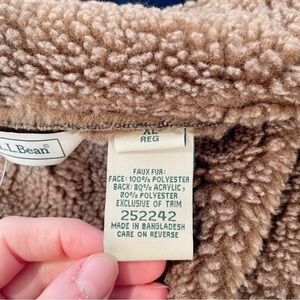 L.L.Bean
XL
REG
FAUX FUR:
FACE: 100% POLYESTER
BACK: 80% ACRYLIC,
20% POLYESTER
EXCLUSIVE OF TRIM
252242
MADE IN BANGLADESH
CARE ON REVERSE